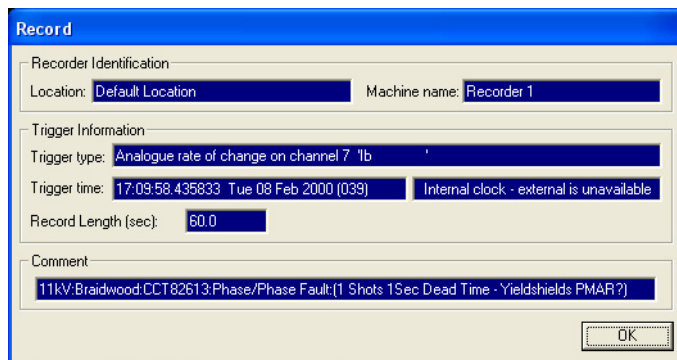 Record
Recorder Identification
Location: Default Location Machine name: Recorder 1
Trigger Information
Trigger type: Analogue rate of change on channel 7 'Ib '
Trigger time: 17:09:58.435833 Tue 08 Feb 2000 (039) Internal clock - external is unavailable
Record Length (sec): 60.0
Comment
11kV:Braidwood:CCT82613:Phase/Phase Fault:(1 Shots 1Sec Dead Time - Yieldshields PMAR?)
OK